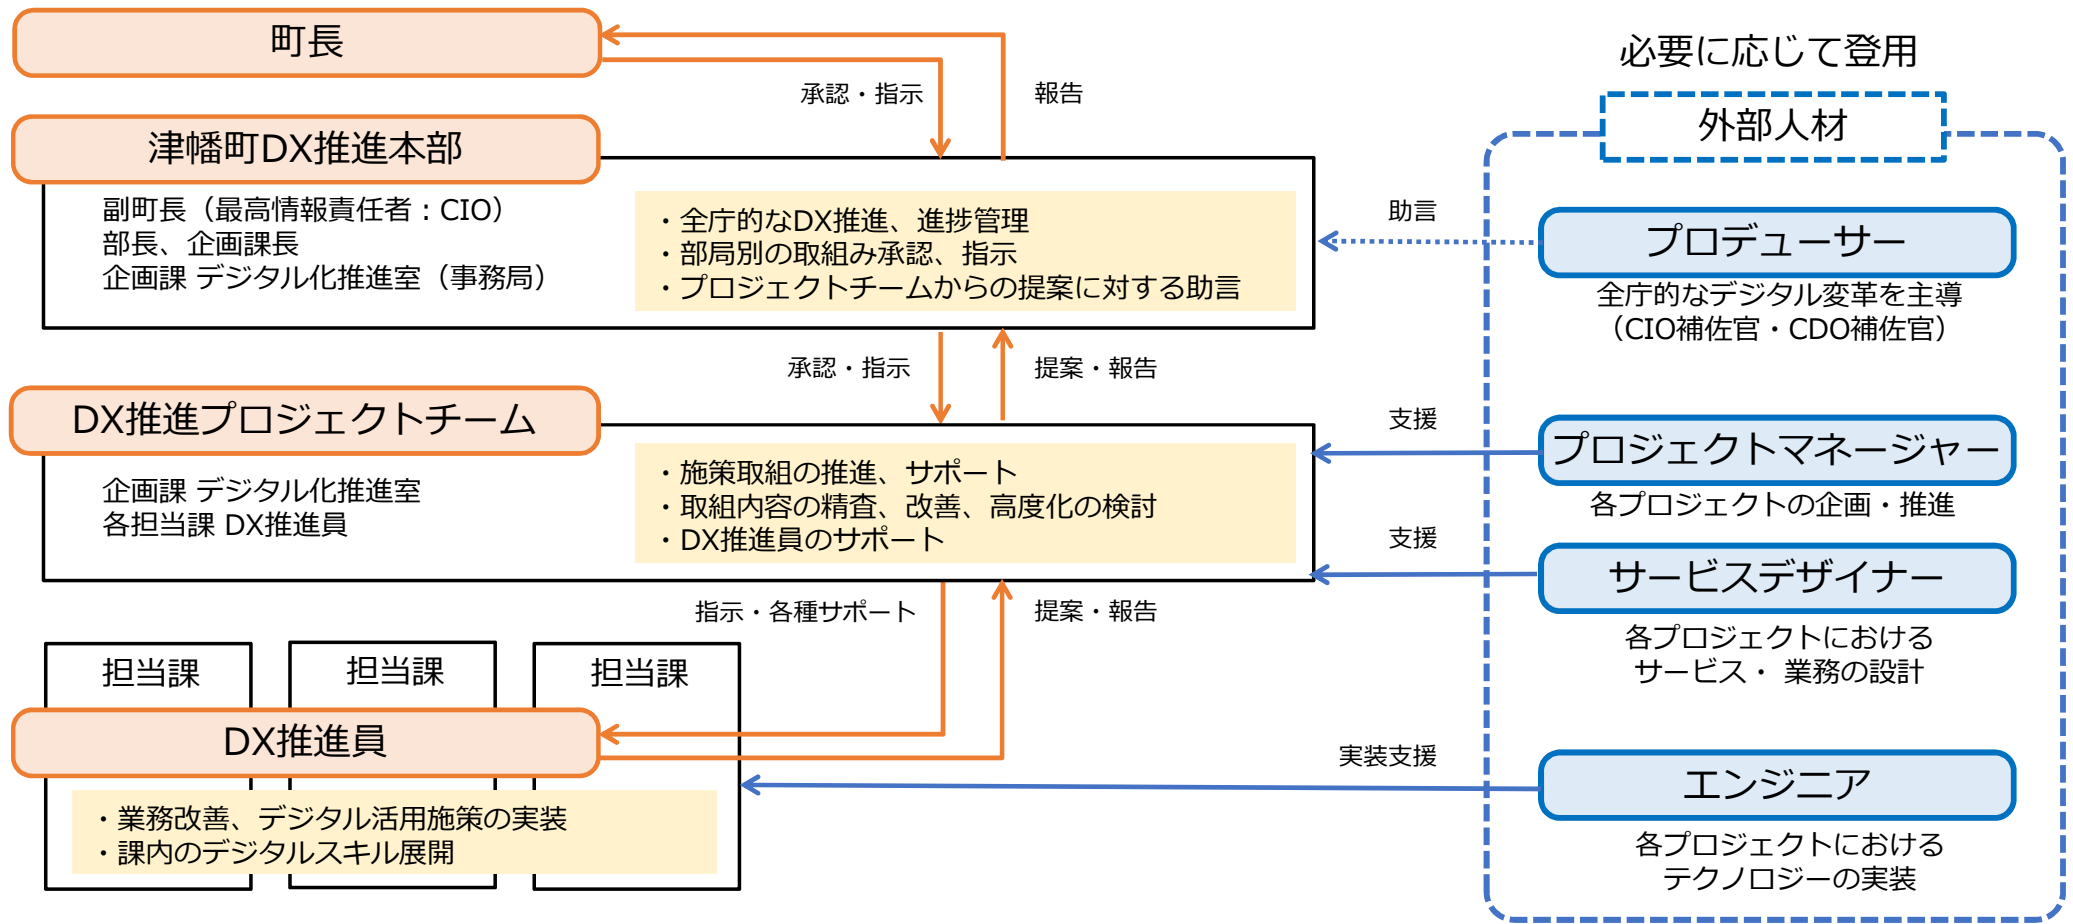 町長
承認・指示
報告
必要に応じて登用
外部人材
津幡町DX推進本部
副町長（最高情報責任者：CIO）
部長、企画課長
企画課 デジタル化推進室（事務局）
・全庁的なDX推進、進捗管理
・部局別の取組み承認、指示
・プロジェクトチームからの提案に対する助言
助言
プロデューサー
全庁的なデジタル変革を主導
（CIO補佐官・CDO補佐官）
承認・指示
提案・報告
DX推進プロジェクトチーム
企画課 デジタル化推進室
各担当課 DX推進員
・施策取組の推進、サポート
・取組内容の精査、改善、高度化の検討
・DX推進員のサポート
支援
プロジェクトマネージャー
各プロジェクトの企画・推進
支援
サービスデザイナー
各プロジェクトにおける
サービス・ 業務の設計
指示・各種サポート
提案・報告
担当課
担当課
担当課
DX推進員
・業務改善、デジタル活用施策の実装
・課内のデジタルスキル展開
実装支援
エンジニア
各プロジェクトにおける
テクノロジーの実装